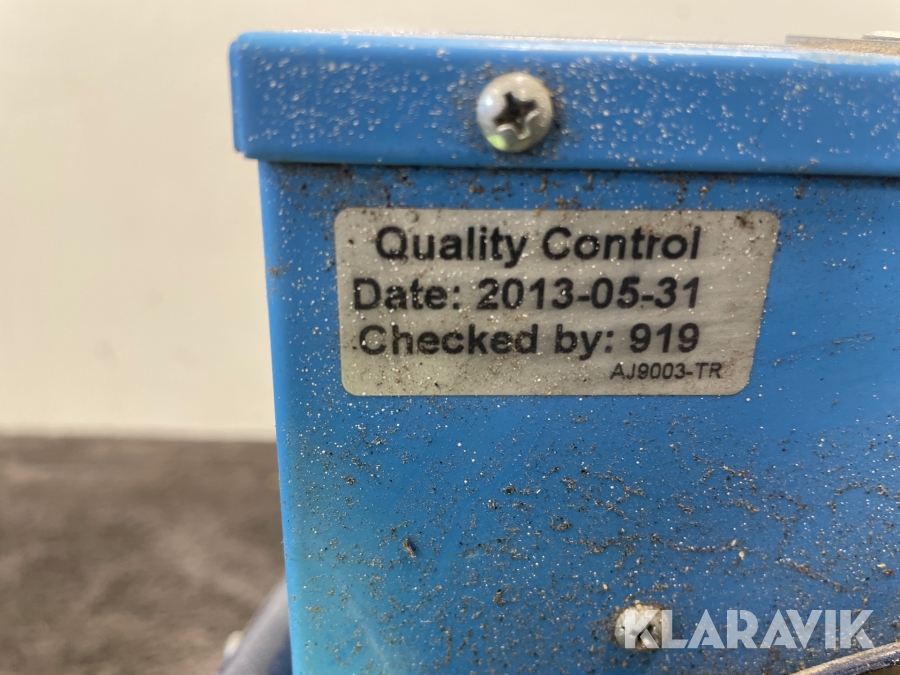 Quality Control
Date: 2013-05-31
Checked by: 919
AJ9003-TR
KLARAVIK